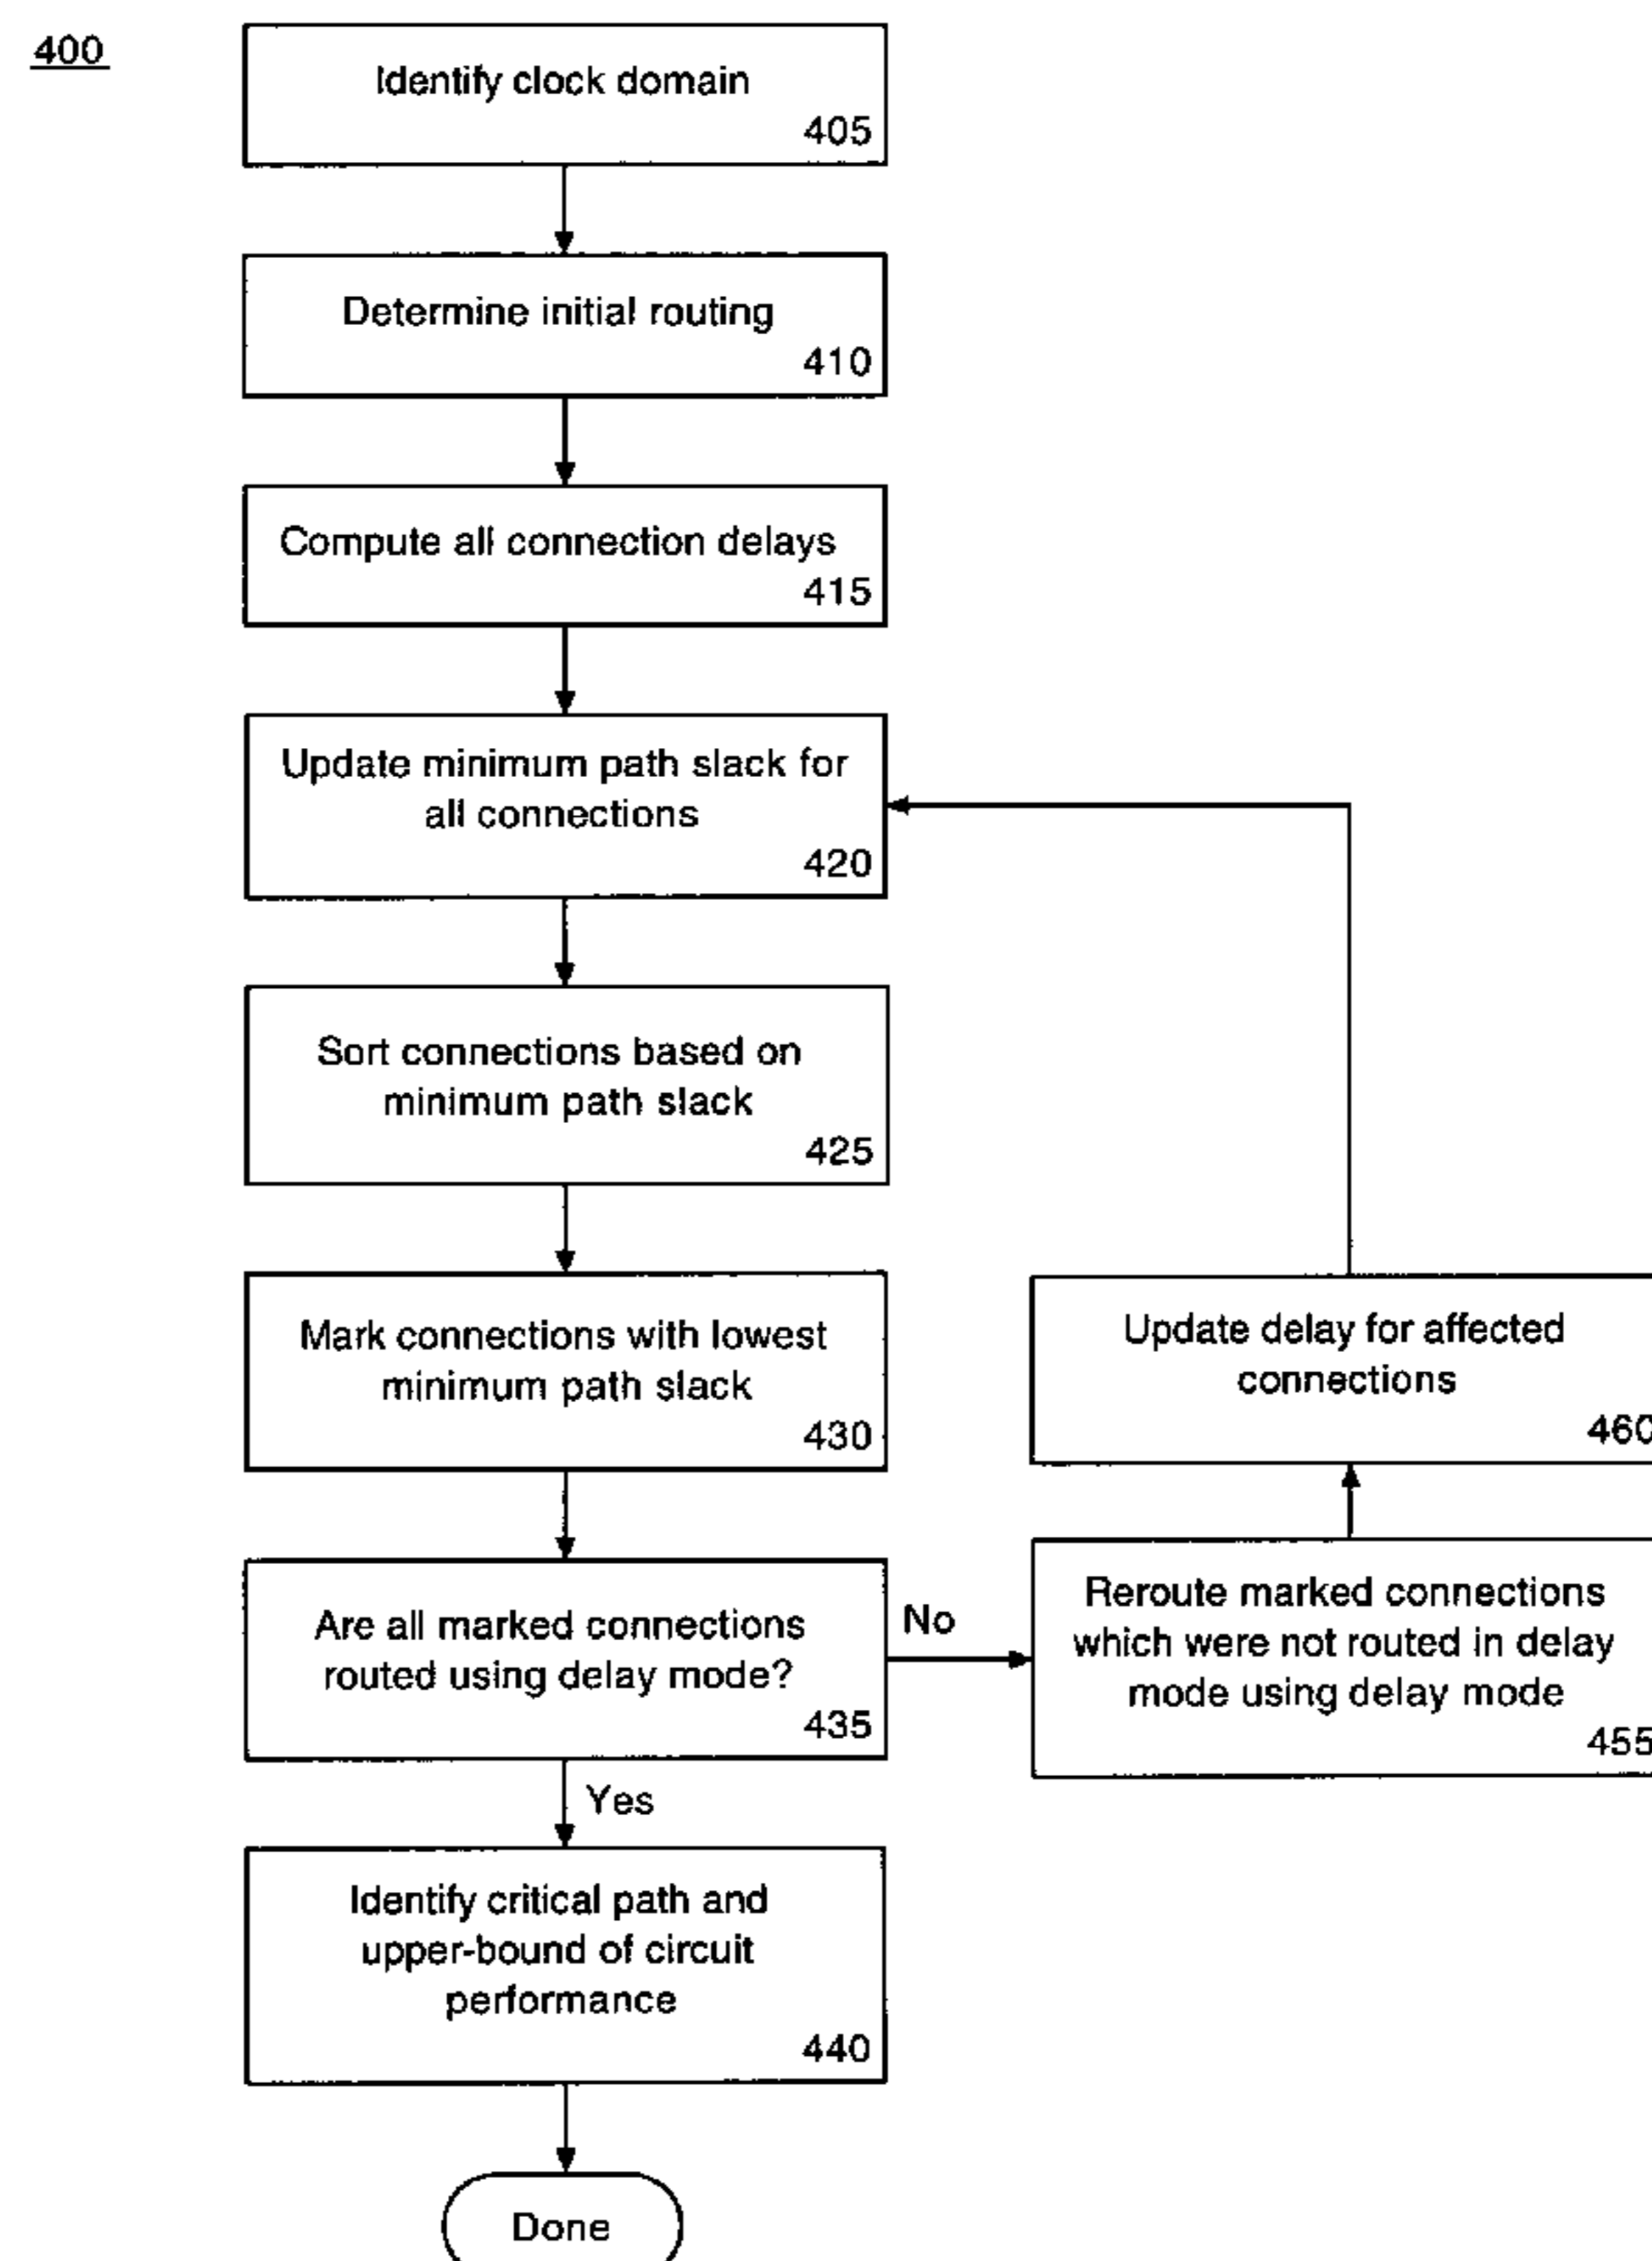 400
Identify clock domain
405
Determine initial routing
410
Compute all connection delays
415
Update minimum path slack for
all connections
420
Sort connections based on
minimum path slack
425
Mark connections with lowest
minimum path slack
430
Are all marked connections
routed using delay mode?
435
No
Yes
Identify critical path and
upper-bound of circuit
performance
440
Done
Update delay for affected
connections
460
Reroute marked connections
which were not routed in delay
mode using delay mode
455